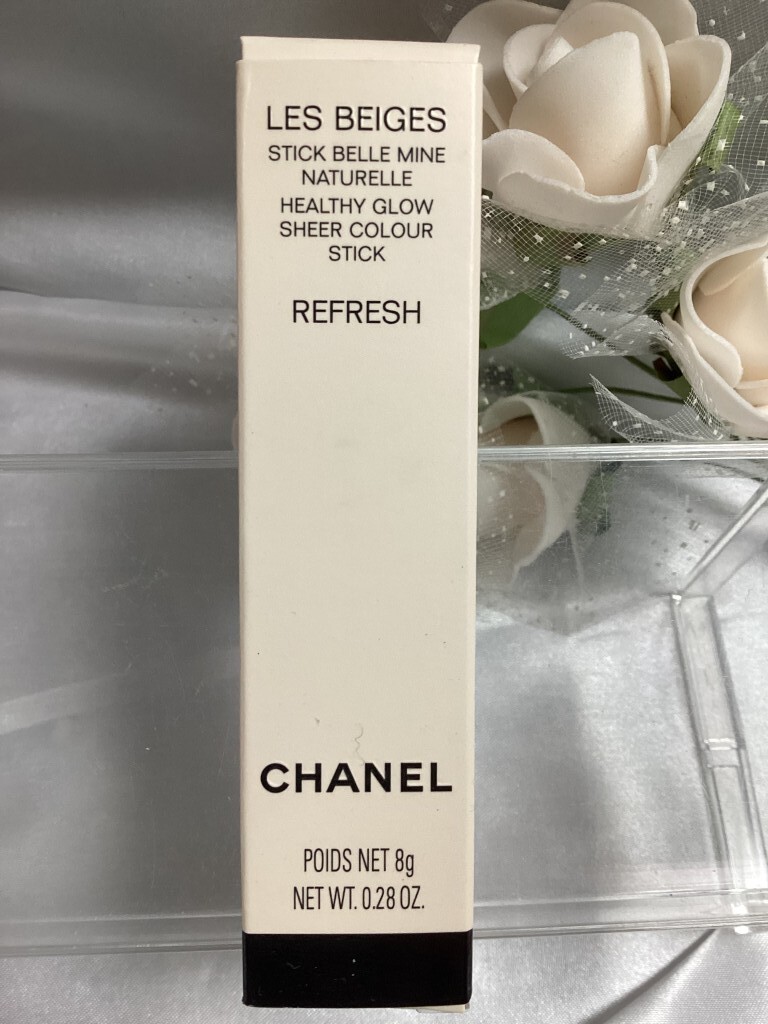 LES BEIGES
STICK BELLE MINE
NATURELLE
HEALTHY GLOW
SHEER COLOUR
STICK
REFRESH
CHANEL
POIDS NET 8g
NET WT. 0.28 OZ.